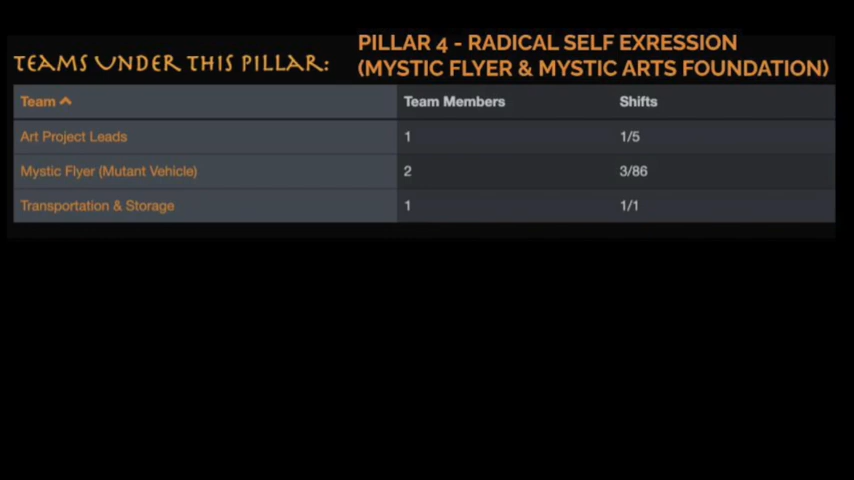 TEAMS UNDER THIS PILLAR:
PILLAR 4 - RADICAL SELF EXRESSION
(MYSTIC FLYER & MYSTIC ARTS FOUNDATION)
Team Team Members Shifts
Art Project Leads 1 1/5
Mystic Flyer (Mutant Vehicle) 2 3/86
Transportation & Storage 1 1/1